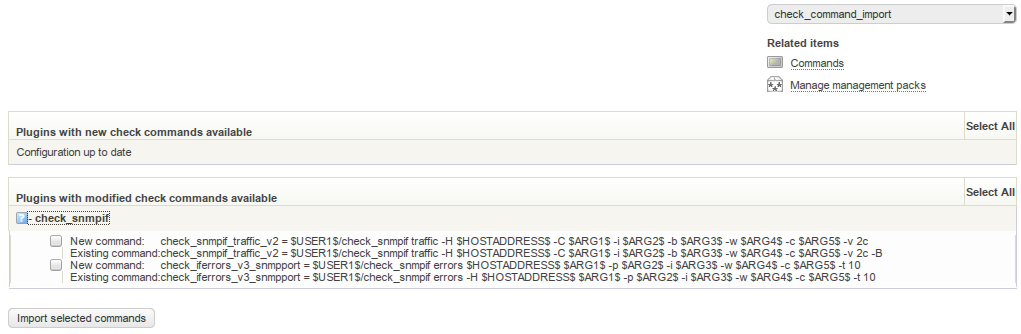 check_command_import
Related items
Commands
Manage management packs
Plugins with new check commands available Select All
Configuration up to date
Plugins with modified check commands available Select All
?- check_snmpif
New command: check_snmpif_traffic_v2 = $USER1$/check_snmpif traffic -H $HOSTADDRESS$ -C $ARG1$ -i $ARG2$ -b $ARG3$ -w $ARG4$ -c $ARG5$ -v 2c
Existing command:check_snmpif_traffic_v2 = $USER1$/check_snmpif traffic -H $HOSTADDRESS$ -C $ARG1$ -i $ARG2$ -b $ARG3$ -w $ARG4$ -c $ARG5$ -v 2c -B
New command: check_iferrors_v3_snmpport = $USER1$/check_snmpif errors $HOSTADDRESS$ $ARG1$ -p $ARG2$ -i $ARG3$ -w $ARG4$ -c $ARG5$ -t 10
Existing command:check_iferrors_v3_snmpport = $USER1$/check_snmpif errors -H $HOSTADDRESS$ $ARG1$ -p $ARG2$ -i $ARG3$ -w $ARG4$ -c $ARG5$ -t 10
Import selected commands